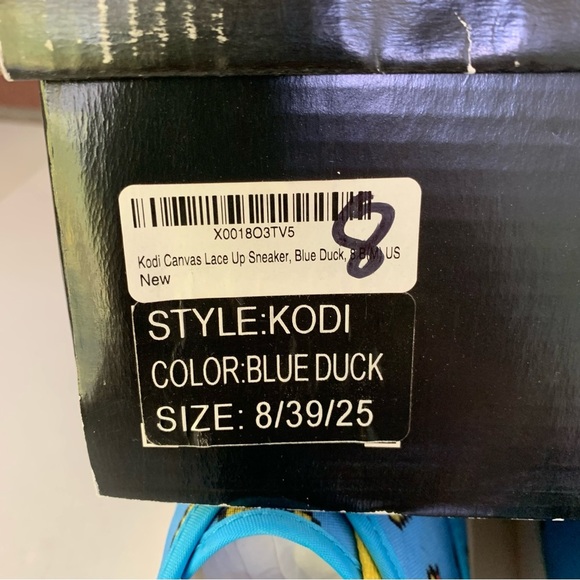 X0018O3TV5
Kodi Canvas Lace Up Sneaker, Blue Duck, 8 B(M) US
New
8
STYLE:KODI
COLOR:BLUE DUCK
SIZE: 8/39/25